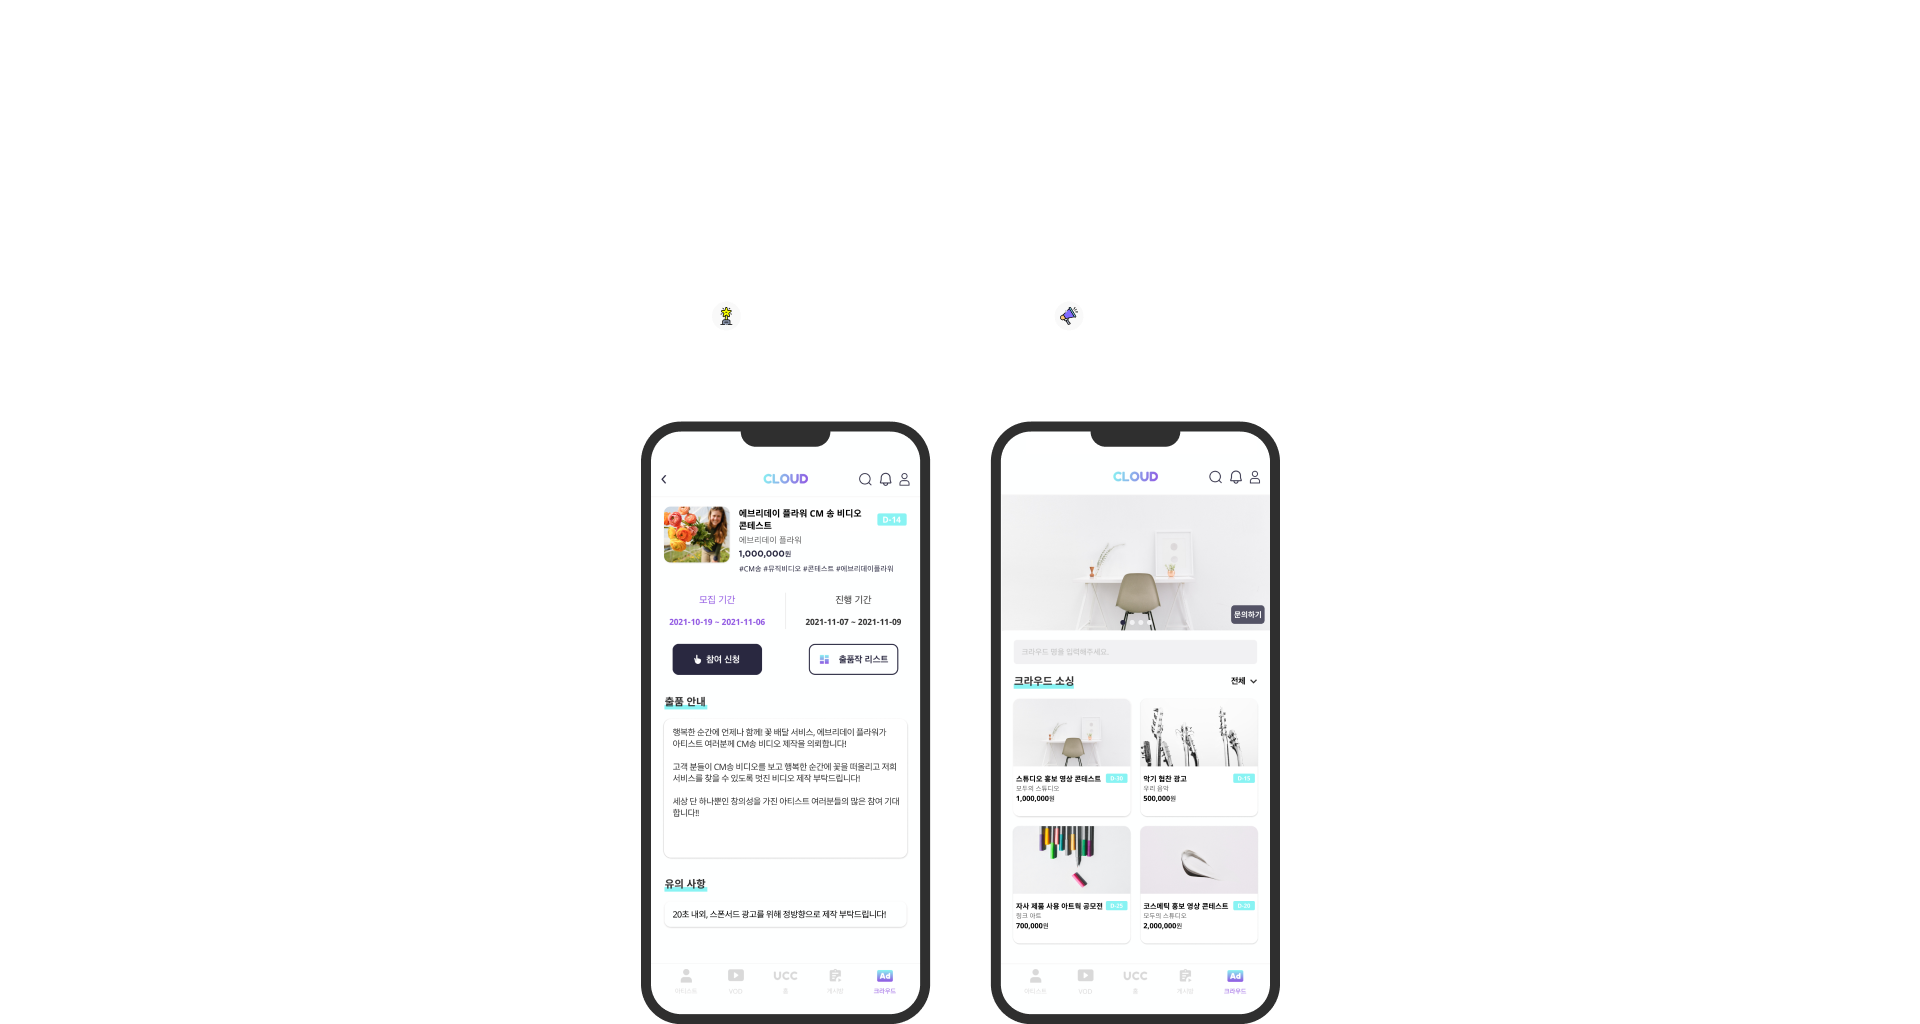 CLOUD
에브리데이 플라워 CM 송 비디오
콘테스트
D-14
에브리데이 플라워
1,000,000원
#CM송 #뮤직비디오 #콘테스트 #에브리데이플라워
모집 기간
2021-10-19 ~ 2021-11-06
진행 기간
2021-11-07 ~ 2021-11-09
참여 신청
출품작 리스트
출품 안내
행복한 순간에 언제나 함께! 꽃 배달 서비스, 에브리데이 플라워가
아티스트 여러분께 CM송 비디오 제작을 의뢰합니다!
고객 분들이 CM송 비디오를 보고 행복한 순간에 꽃을 떠올리고 저희
서비스를 찾을 수 있도록 멋진 비디오 제작 부탁드립니다!
세상 단 하나뿐인 창의성을 가진 아티스트 여러분들의 많은 참여 기대
합니다!!
유의 사항
20초 내외, 스폰서드 광고를 위해 정방향으로 제작 부탁드립니다!
UCC
Ad
아티스트
VOD
홈
게시판
크라우드
CLOUD
문의하기
크라우드 명을 입력해주세요.
크라우드 소싱
전체
스튜디오 홍보 영상 콘테스트
모두의 스튜디오
1,000,000원
악기 협찬 광고
D-15
우리 음악
500,000원
자사 제품 사용 아트웍 공모전
D-25
링크 아트
700,000원
코스메틱 홍보 영상 콘테스트
모두의 스튜디오
2,000,000원
UCC
Ad
아티스트
VOD
홈
게시판
크라우드